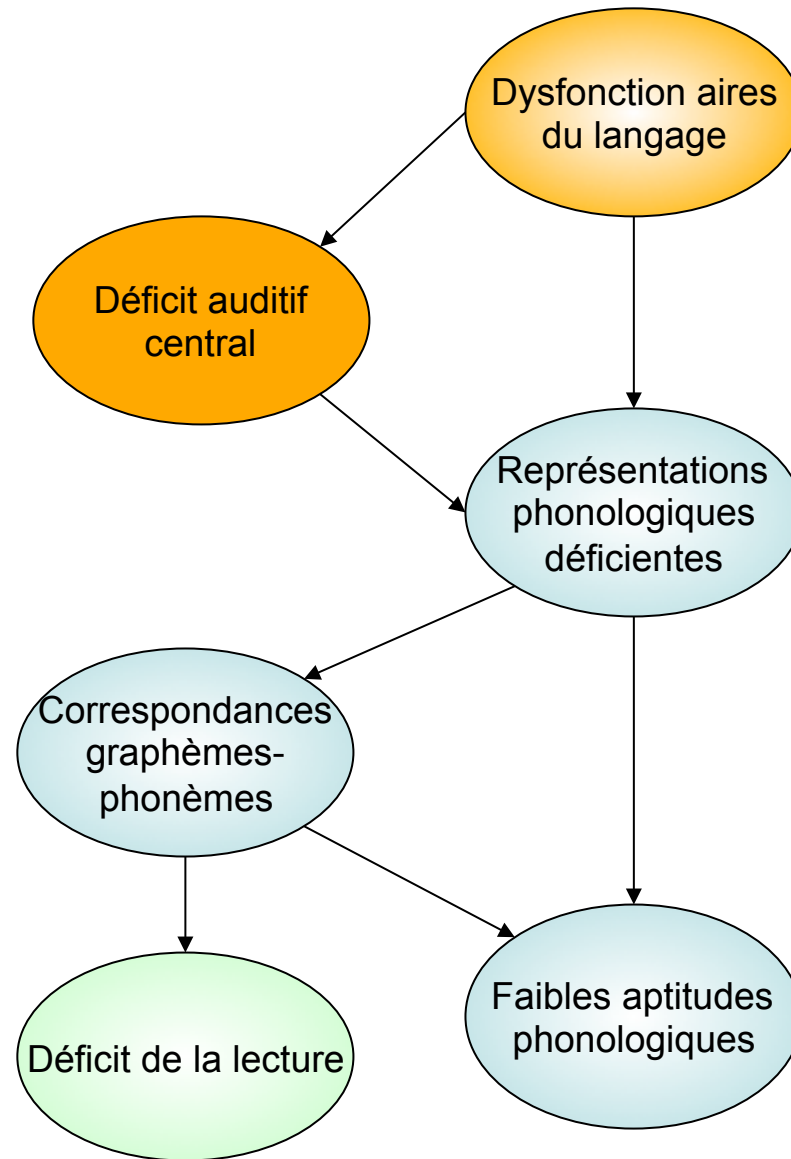 Dysfonction aires
du langage
Déficit auditif
central
Représentations
phonologiques
déficientes
Correspondances
graphèmes-
phonèmes
Faibles aptitudes
phonologiques
Déficit de la lecture